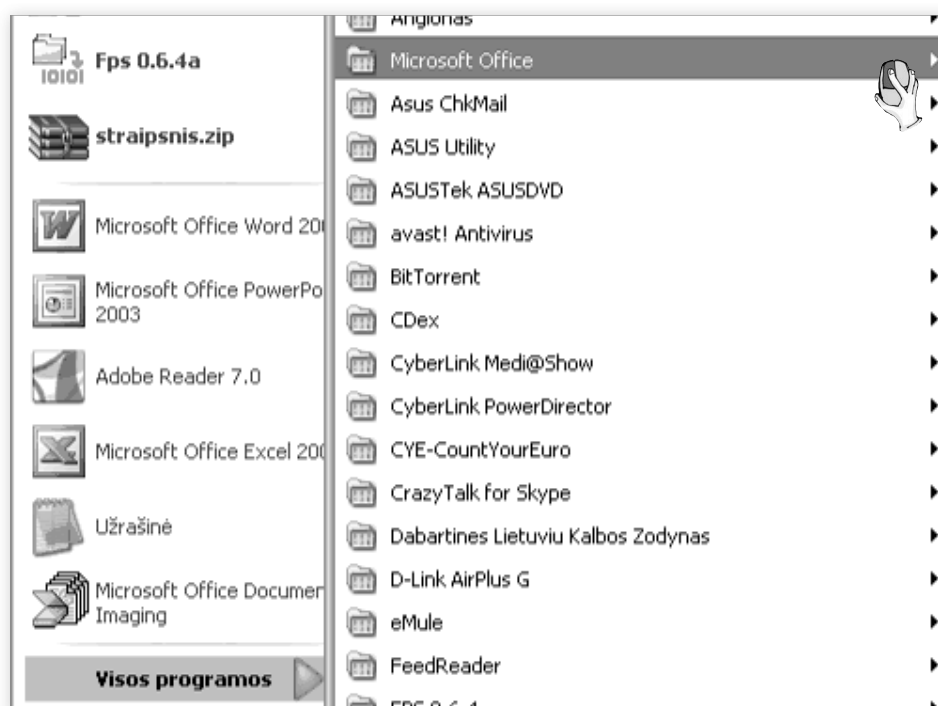 Fps 0.6.4a
straipsnis.zip
Microsoft Office Word 200
Microsoft Office PowerPo
2003
Adobe Reader 7.0
Microsoft Office Excel 200
Užrašinė
Microsoft Office Documen
Imaging
Visos programos
Anglonas
Microsoft Office
Asus ChkMail
ASUS Utility
ASUSTek ASUSDVD
avast! Antivirus
BitTorrent
CDex
CyberLink Medi@Show
CyberLink PowerDirector
CYE-CountYourEuro
CrazyTalk for Skype
Dabartines Lietuviu Kalbos Zodynas
D-Link AirPlus G
eMule
FeedReader